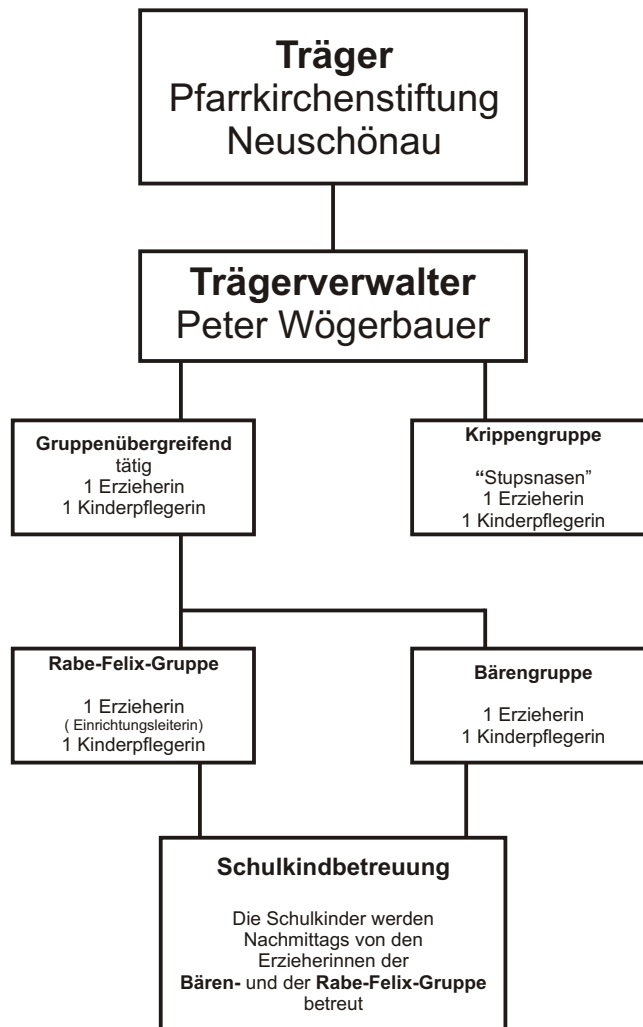 Träger
Pfarrkirchenstiftung
Neuschönau
Trägerverwalter
Peter Wögerbauer
Gruppenübergreifend
tätig
1 Erzieherin
1 Kinderpflegerin
Krippengruppe
“Stupsnasen”
1 Erzieherin
1 Kinderpflegerin
Rabe-Felix-Gruppe
1 Erzieherin
( Einrichtungsleiterin)
1 Kinderpflegerin
Bärengruppe
1 Erzieherin
1 Kinderpflegerin
Schulkindbetreuung
Die Schulkinder werden
Nachmittags von den
Erzieherinnen der
Bären- und der Rabe-Felix-Gruppe
betreut